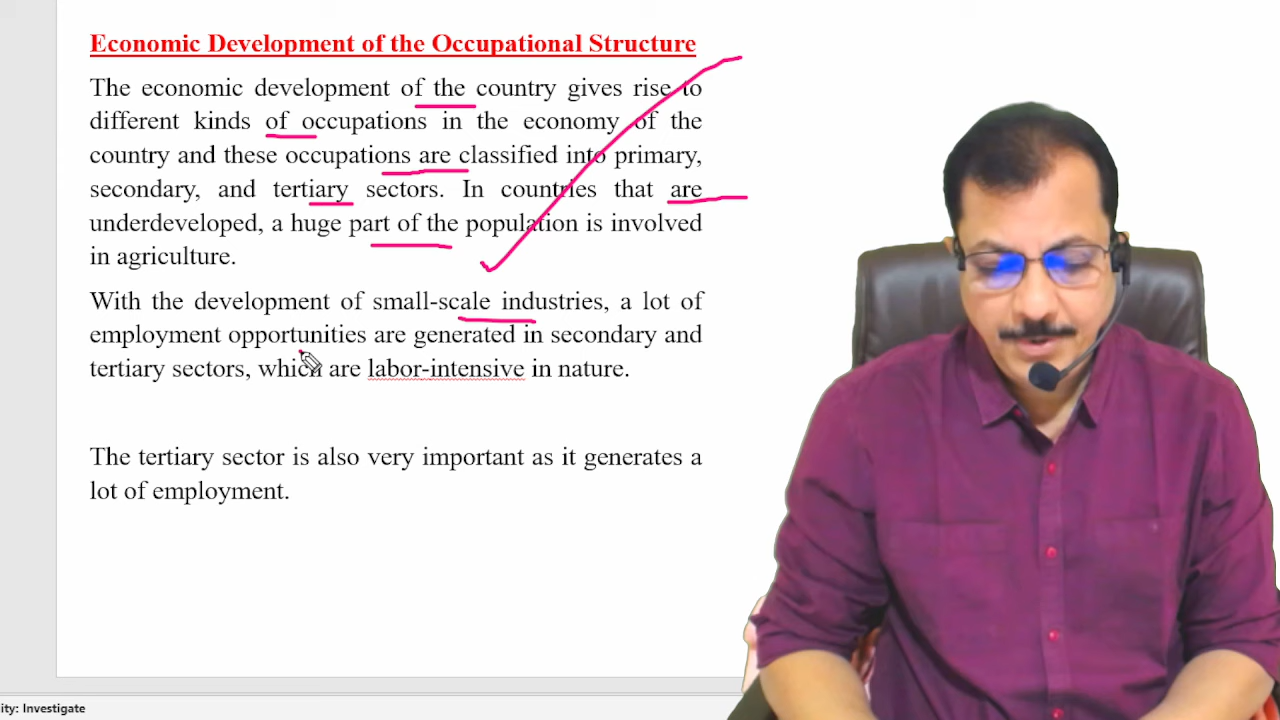 Economic Development of the Occupational Structure
The economic development of the country gives rise to
different kinds of occupations in the economy of the
country and these occupations are classified into primary,
secondary, and tertiary sectors. In countries that are
underdeveloped, a huge part of the population is involved
in agriculture.
With the development of small-scale industries, a lot of
employment opportunities are generated in secondary and
tertiary sectors, which are labor-intensive in nature.
The tertiary sector is also very important as it generates a
lot of employment.
ity: Investigate